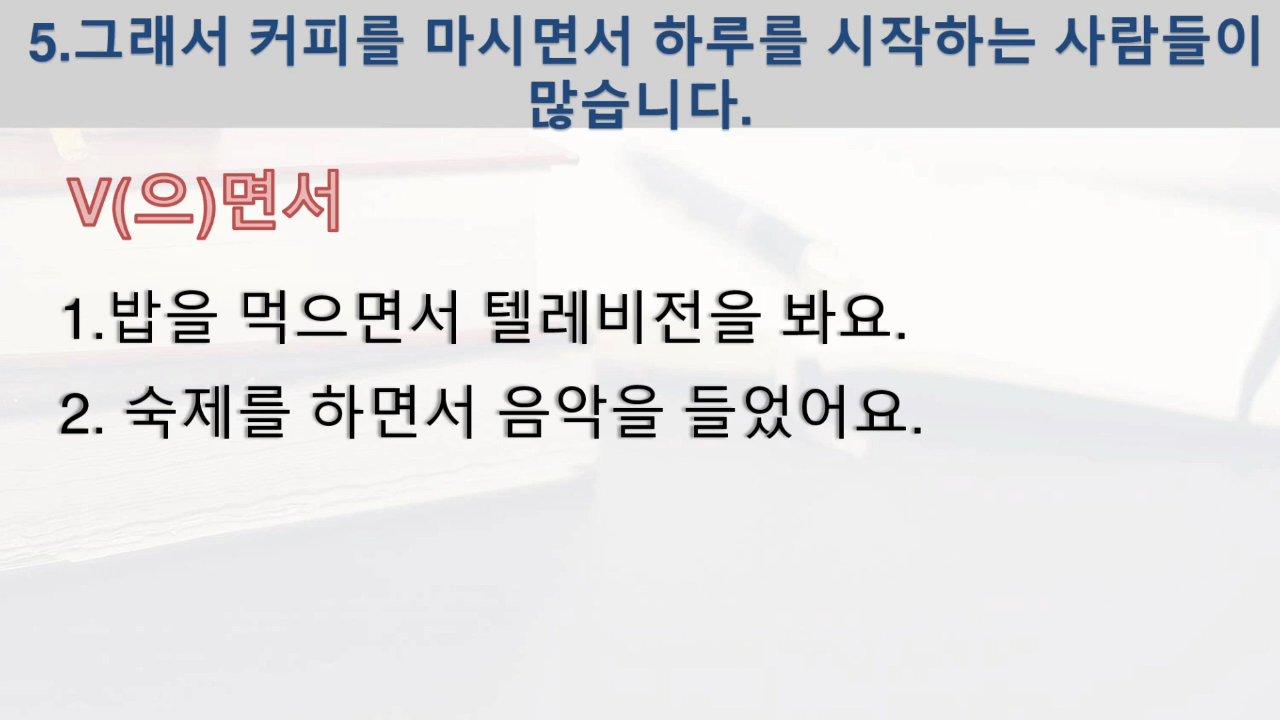 5.그래서 커피를 마시면서 하루를 시작하는 사람들이
많습니다.
V(으)면서
1.밥을 먹으면서 텔레비전을 봐요.
2. 숙제를 하면서 음악을 들었어요.